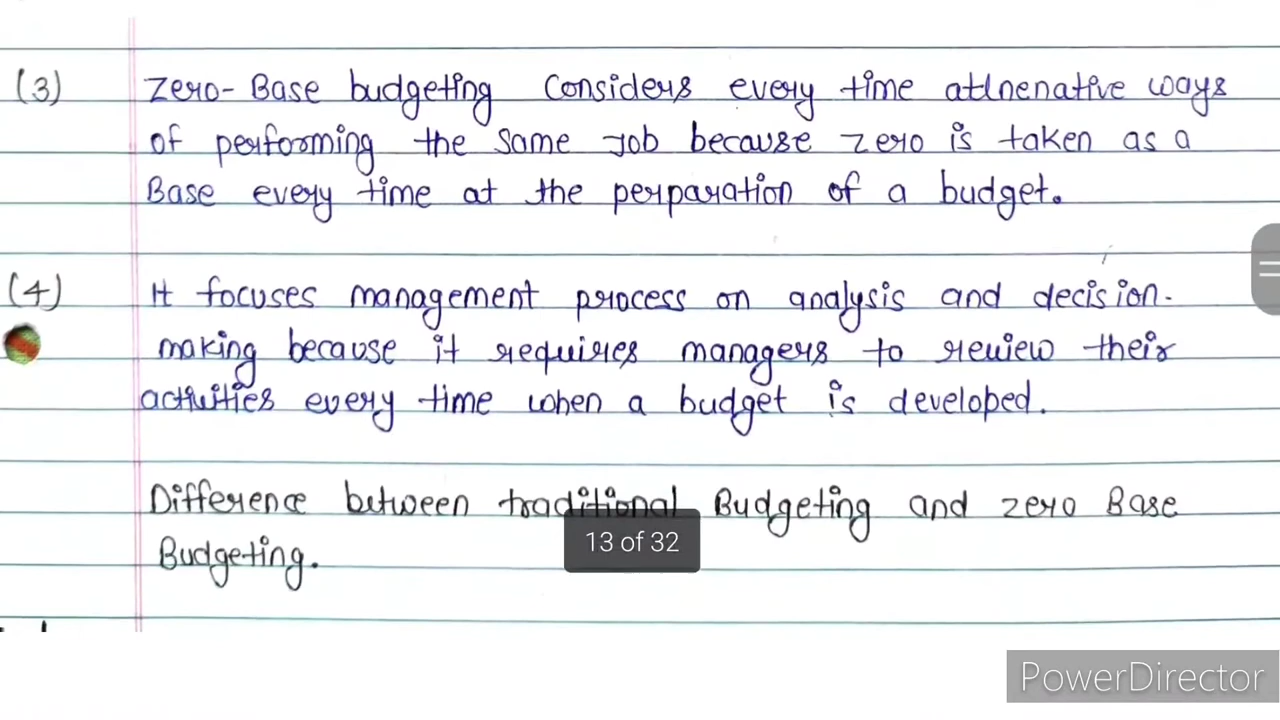 (3) Zero-Base budgeting Considers every time atlnenative ways
of performing the same Job because zero is taken as a
Base every time at the perparation of a budget.
(4) It focuses management process on analysis and decision-
making because it requires managers to review their
activities every time when a budget is developed.
Difference between traditional Budgeting and zero Base
Budgeting.
13 of 32
PowerDirector